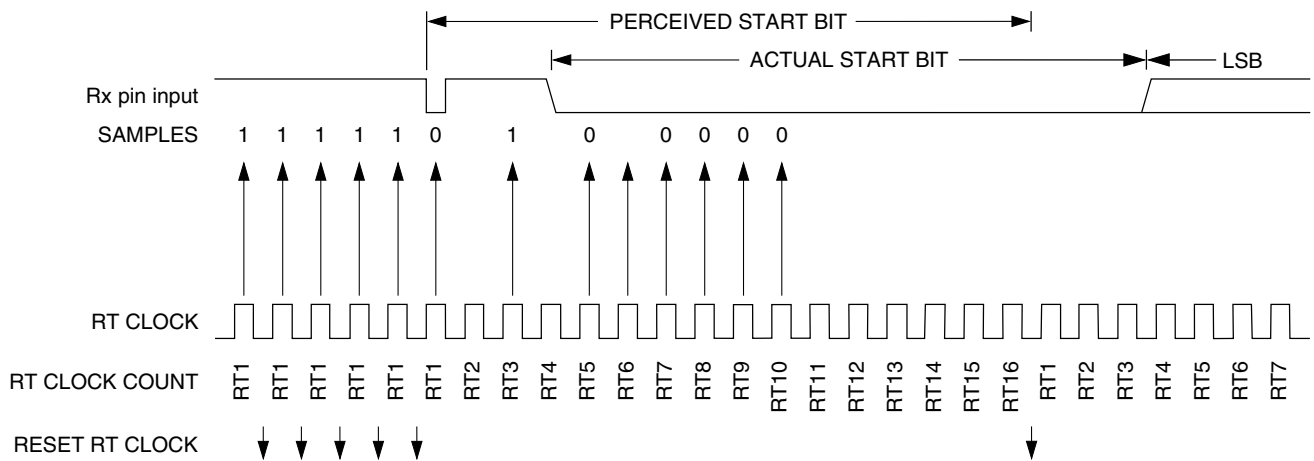 PERCEIVED START BIT
ACTUAL START BIT
LSB
Rx pin input
SAMPLES 1 1 1 1 1 0 1 0 0 0 0 0
RT CLOCK
RT CLOCK COUNT RT1 RT1 RT1 RT1 RT1 RT1 RT2 RT3 RT4 RT5 RT6 RT7 RT8 RT9 RT10 RT11 RT12 RT13 RT14 RT15 RT16 RT1 RT2 RT3 RT4 RT5 RT6 RT7
RESET RT CLOCK